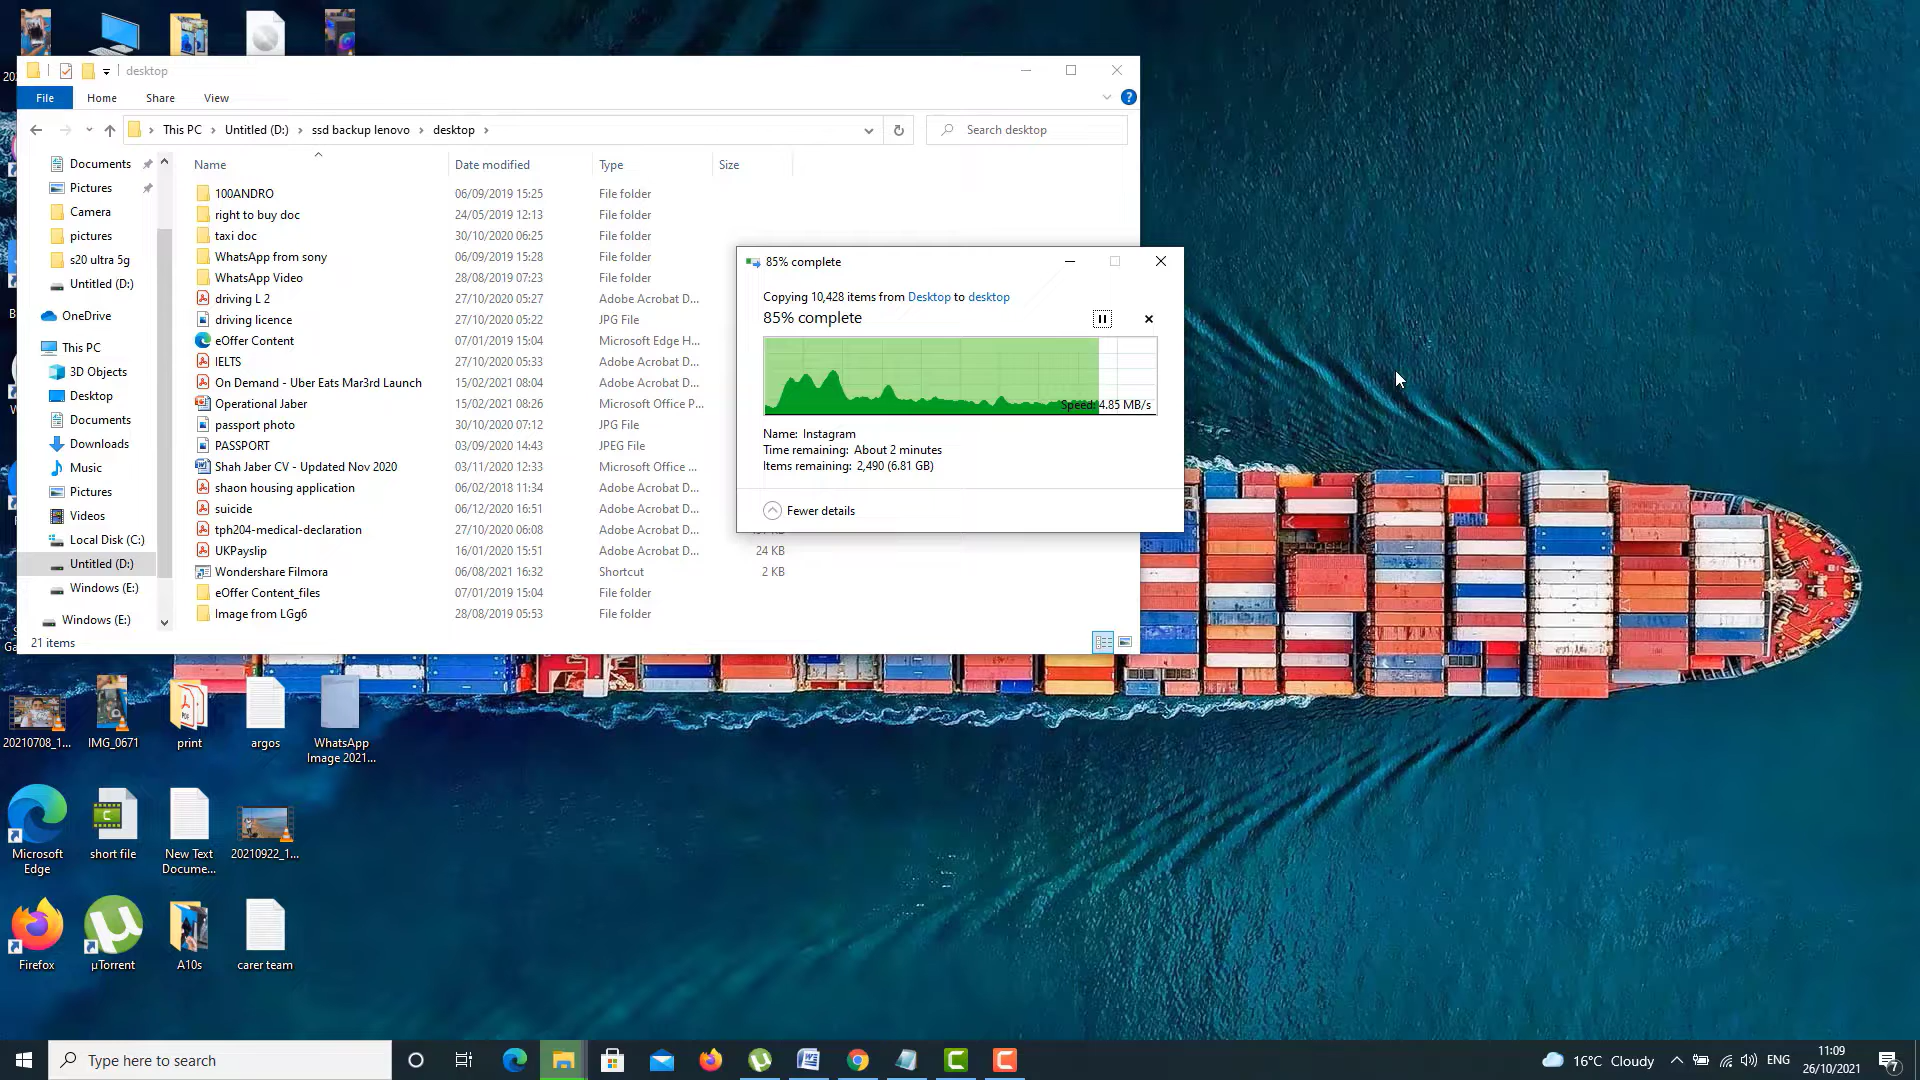 desktop
File
Home
Share
View
This PC
Untitled (D:)
ssd backup lenovo
desktop
Search desktop
Name
Date modified
Type
Size
Documents
Pictures
Camera
pictures
s20 ultra 5g
Untitled (D:)
OneDrive
This PC
3D Objects
Desktop
Documents
Downloads
Music
Pictures
Videos
Local Disk (C:)
Untitled (D:)
Windows (E:)
Windows (E:)
100ANDRO 06/09/2019 15:25 File folder
right to buy doc 24/05/2019 12:13 File folder
taxi doc 30/10/2020 06:25 File folder
WhatsApp from sony 06/09/2019 15:28 File folder
WhatsApp Video 28/08/2019 07:23 File folder
driving L 2 27/10/2020 05:27 Adobe Acrobat D...
driving licence 27/10/2020 05:22 JPG File
eOffer Content 07/01/2019 15:04 Microsoft Edge H...
IELTS 27/10/2020 05:33 Adobe Acrobat D...
On Demand - Uber Eats Mar3rd Launch 15/02/2021 08:04 Adobe Acrobat D...
Operational Jaber 15/02/2021 08:26 Microsoft Office P...
passport photo 30/10/2020 07:12 JPG File
PASSPORT 03/09/2020 14:43 JPEG File
Shah Jaber CV - Updated Nov 2020 03/11/2020 12:33 Microsoft Office ...
shaon housing application 06/02/2018 11:34 Adobe Acrobat D...
suicide 06/12/2020 16:51 Adobe Acrobat D...
tph204-medical-declaration 27/10/2020 06:08 Adobe Acrobat D...
UKPayslip 16/01/2020 15:51 Adobe Acrobat D... 24 KB
Wondershare Filmora 06/08/2021 16:32 Shortcut 2 KB
eOffer Content_files 07/01/2019 15:04 File folder
Image from LGg6 28/08/2019 05:53 File folder
21 items
85% complete
Copying 10,428 items from Desktop to desktop
85% complete
Speed: 4.85 MB/s
Name: Instagram
Time remaining: About 2 minutes
Items remaining: 2,490 (6.81 GB)
Fewer details
20210708_1...
IMG_0671
print
argos
WhatsApp
Image 2021...
Microsoft
Edge
short file
New Text
Docume...
20210922_1...
Firefox
µTorrent
A10s
carer team
Type here to search
16°C Cloudy
ENG
11:09
26/10/2021
7